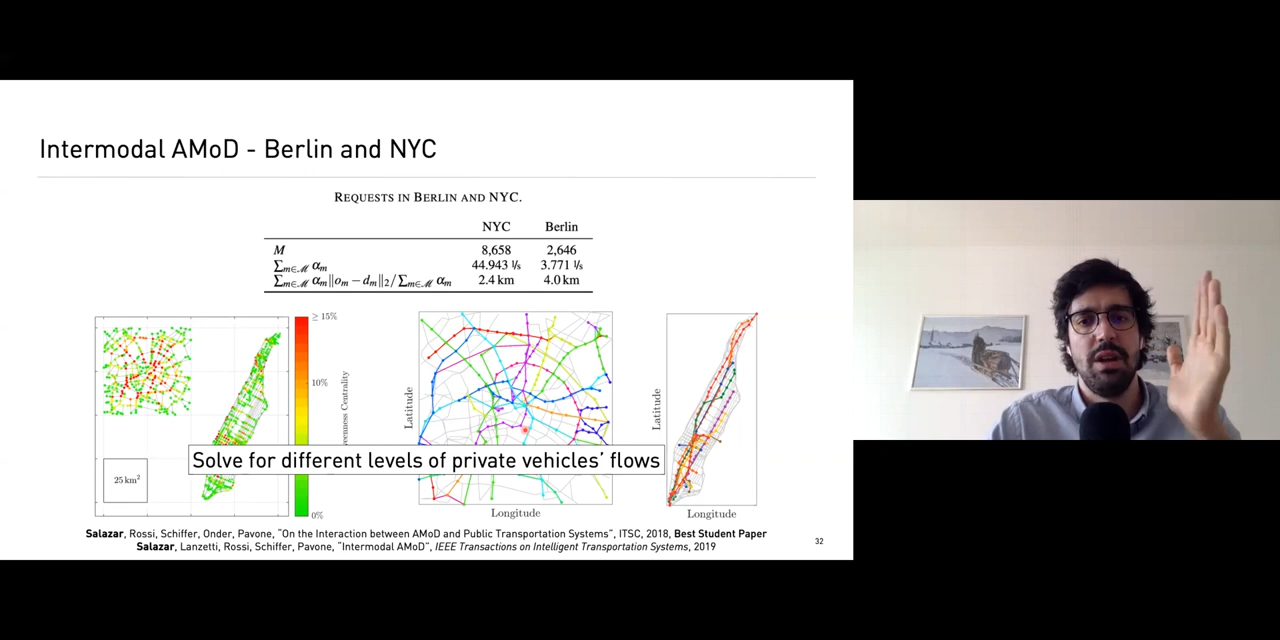 Intermodal AMoD - Berlin and NYC
REQUESTS IN BERLIN AND NYC.
NYC Berlin
M 8,658 2,646
∑m∈ℳ αm 44.943 1/s 3.771 1/s
∑m∈ℳ αm‖om − dm‖2/∑m∈ℳ αm 2.4 km 4.0 km
≥ 15%
10%
0%
25 km²
Latitude
Longitude
Latitude
Longitude
Solve for different levels of private vehicles' flows
Salazar, Rossi, Schiffer, Onder, Pavone, "On the Interaction between AMoD and Public Transportation Systems", ITSC, 2018, Best Student Paper
Salazar, Lanzetti, Rossi, Schiffer, Pavone, "Intermodal AMoD", IEEE Transactions on Intelligent Transportation Systems, 2019
32